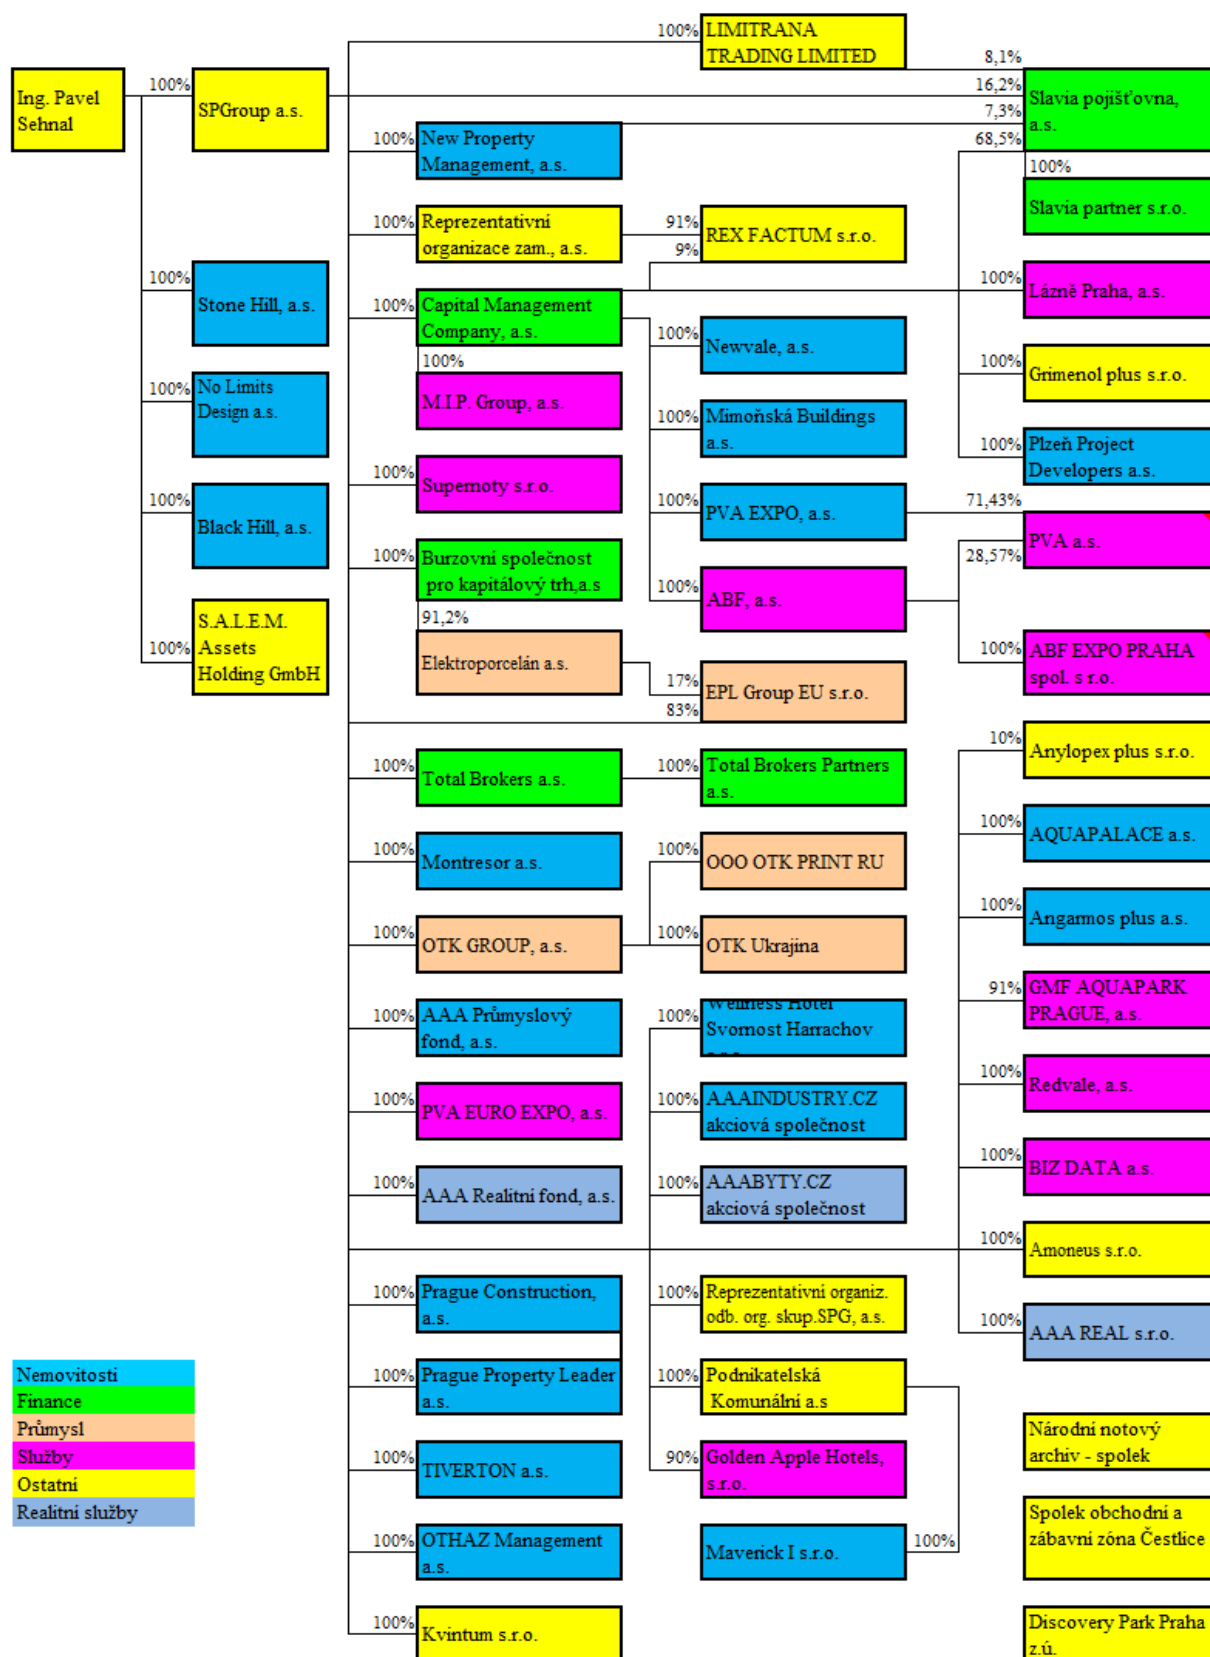 100%
LIMITRANA
TRADING LIMITED
8,1%
Ing. Pavel
Sehnal
100%
SPGroup a.s.
16,2%
7,3%
68,5%
Slavia pojišťovna,
a.s.
100%
New Property
Management, a.s.
100%
Slavia partner s.r.o.
100%
Reprezentativní
organizace zam., a.s.
91%
9%
REX FACTUM s.r.o.
100%
Stone Hill, a.s.
100%
Capital Management
Company, a.s.
100%
Lázně Praha, a.s.
100%
Newvale, a.s.
100%
Grimenol plus s.r.o.
100%
M.I.P. Group, a.s.
100%
No Limits
Design a.s.
100%
Mimoňská Buildings
a.s.
100%
Plzeň Project
Developers a.s.
100%
Supernoty s.r.o.
100%
Black Hill, a.s.
100%
PVA EXPO, a.s.
71,43%
28,57%
PVA a.s.
100%
Burzovní společnost
pro kapitálový trh,a.s
100%
ABF, a.s.
91,2%
Elektroporcelán a.s.
100%
S.A.L.E.M.
Assets
Holding GmbH
100%
ABF EXPO PRAHA
spol. s r.o.
17%
83%
EPL Group EU s.r.o.
10%
Anylopex plus s.r.o.
100%
Total Brokers a.s.
100%
Total Brokers Partners
a.s.
100%
AQUAPALACE a.s.
100%
Montresor a.s.
100%
OOO OTK PRINT RU
100%
Angarmos plus a.s.
100%
OTK GROUP, a.s.
100%
OTK Ukrajina
91%
GMF AQUAPARK
PRAGUE, a.s.
100%
AAA Průmyslový
fond, a.s.
100%
Wellness Hotel
Svornost Harrachov
100%
Redvale, a.s.
100%
PVA EURO EXPO, a.s.
100%
AAAINDUSTRY.CZ
akciová společnost
100%
BIZ DATA a.s.
100%
AAA Realitní fond, a.s.
100%
AAABYTY.CZ
akciová společnost
100%
Amoneus s.r.o.
100%
Prague Construction,
a.s.
100%
Reprezentativní organiz.
odb. org. skup.SPG, a.s.
100%
AAA REAL s.r.o.
100%
Prague Property Leader
a.s.
100%
Podnikatelská
Komunální a.s
Národní notový
archiv - spolek
100%
TIVERTON a.s.
90%
Golden Apple Hotels,
s.r.o.
Spolek obchodní a
zábavní zóna Čestlice
100%
OTHAZ Management
a.s.
Maverick I s.r.o.
100%
100%
Kvintum s.r.o.
Discovery Park Praha
z.ú.
Nemovitosti
Finance
Průmysl
Služby
Ostatní
Realitní služby